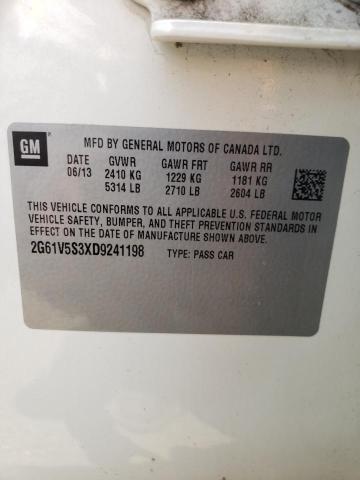 GM
MFD BY GENERAL MOTORS OF CANADA LTD.
DATE GVWR GAWR FRT GAWR RR
06/13 2410 KG 1229 KG 1181 KG
5314 LB 2710 LB 2604 LB
THIS VEHICLE CONFORMS TO ALL APPLICABLE U.S. FEDERAL MOTOR
VEHICLE SAFETY, BUMPER, AND THEFT PREVENTION STANDARDS IN
EFFECT ON THE DATE OF MANUFACTURE SHOWN ABOVE.
2G61V5S3XD9241198 TYPE: PASS CAR